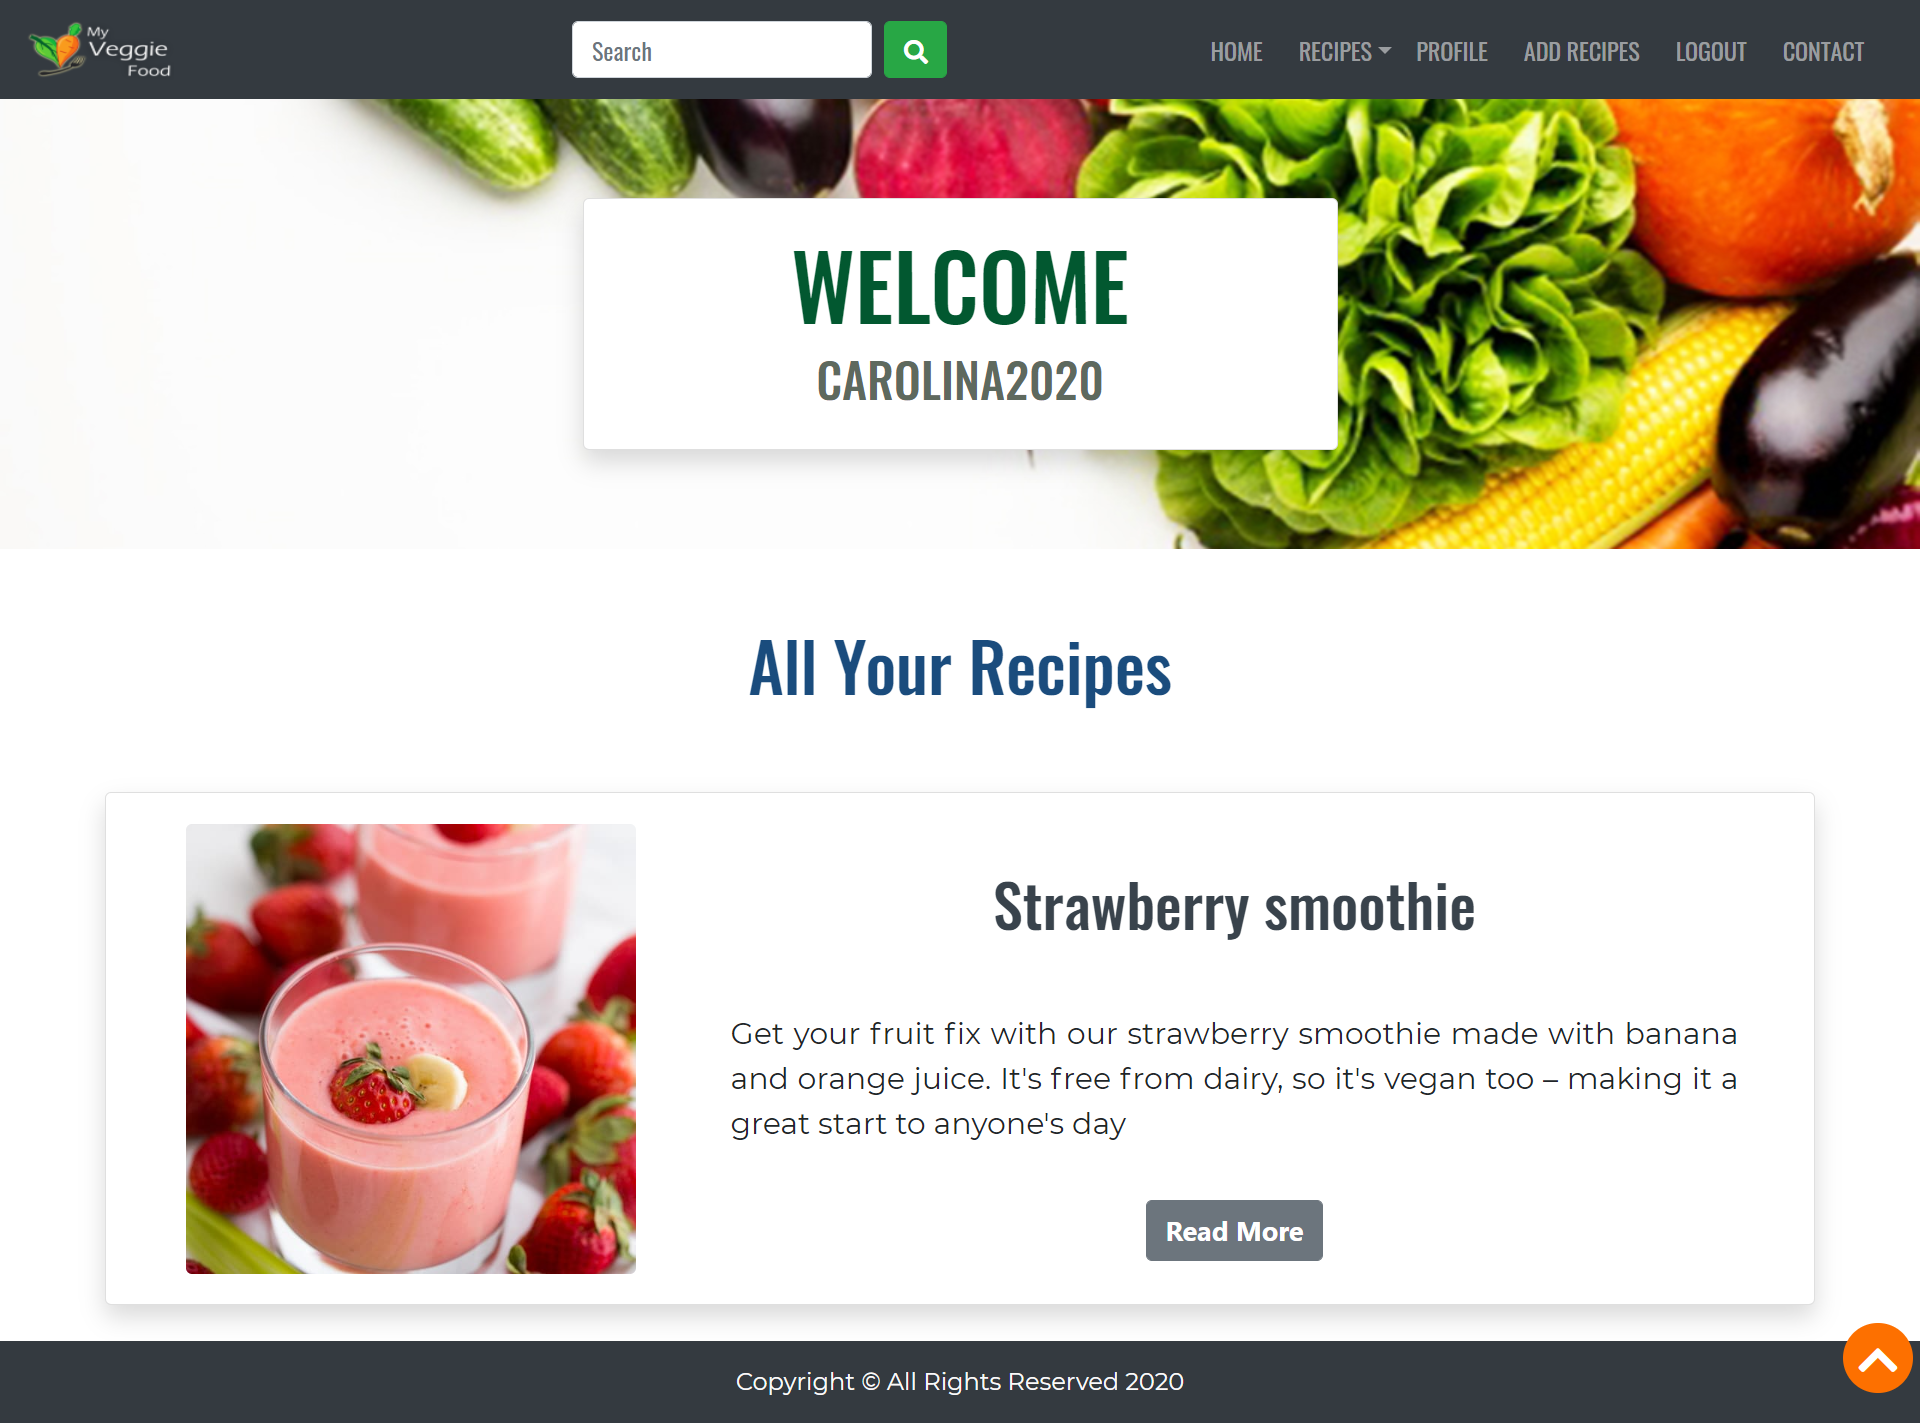 My
Veggie
Food
Search
HOME
RECIPES
PROFILE
ADD RECIPES
LOGOUT
CONTACT
WELCOME
CAROLINA2020
All Your Recipes
Strawberry smoothie
Get your fruit fix with our strawberry smoothie made with banana
and orange juice. It's free from dairy, so it's vegan too – making it a
great start to anyone's day
Read More
Copyright © All Rights Reserved 2020